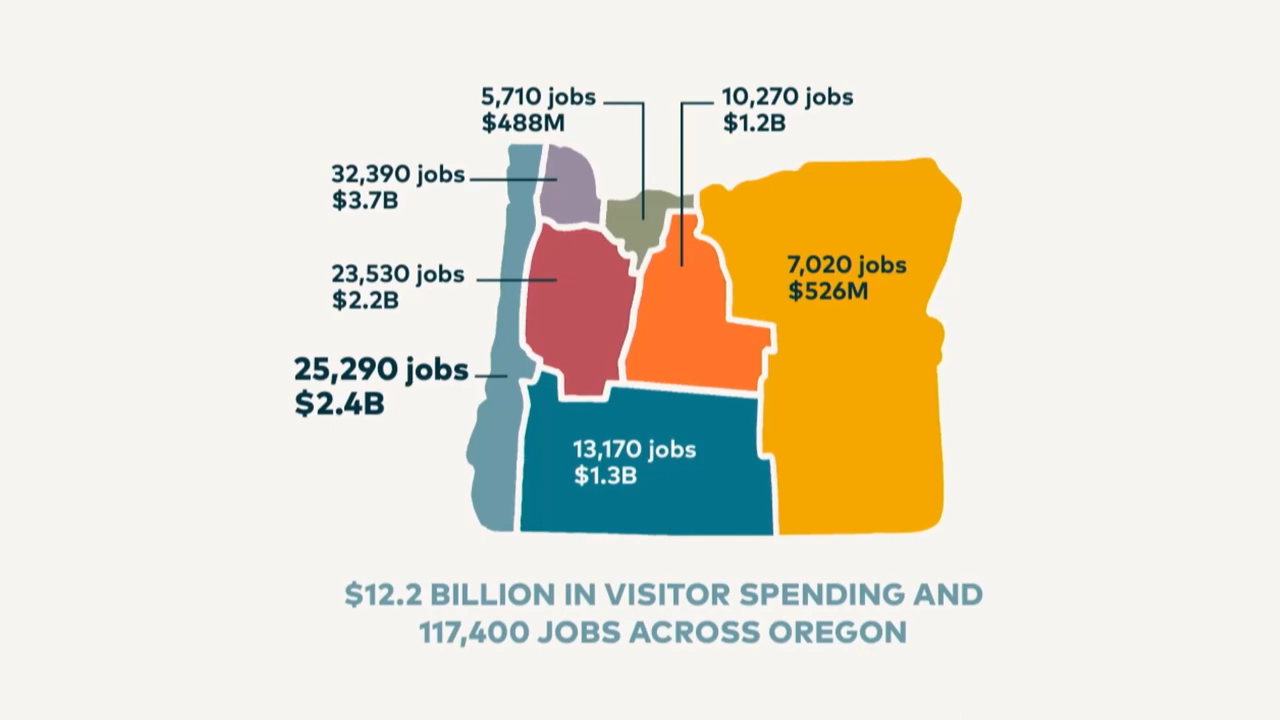 5,710 jobs
$488M
10,270 jobs
$1.2B
32,390 jobs
$3.7B
23,530 jobs
$2.2B
7,020 jobs
$526M
25,290 jobs
$2.4B
13,170 jobs
$1.3B
$12.2 BILLION IN VISITOR SPENDING AND
117,400 JOBS ACROSS OREGON